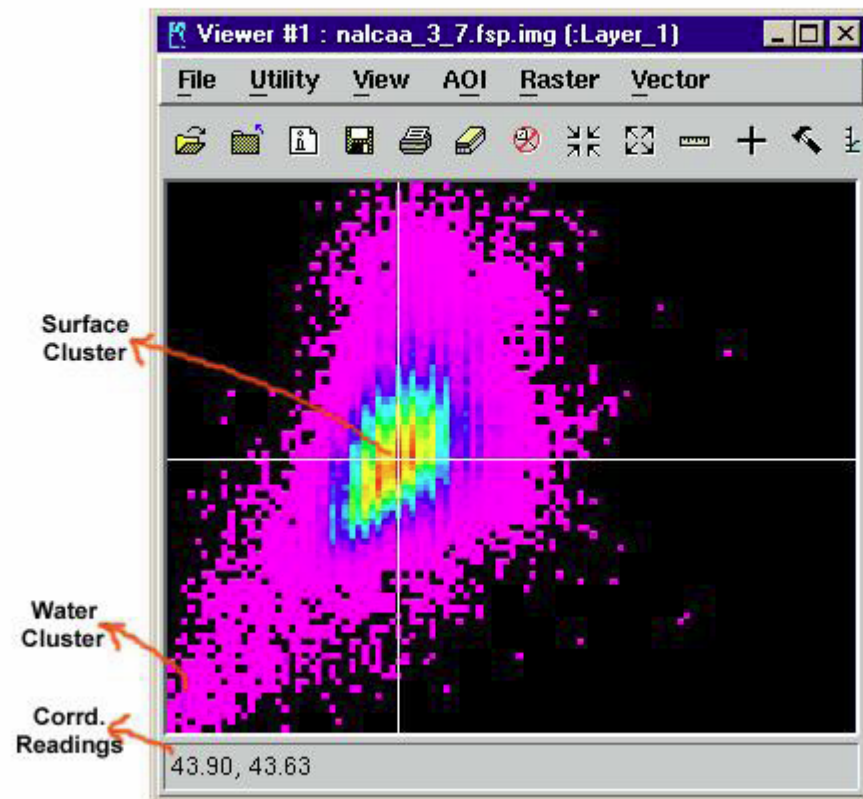 Viewer #1 : nalcaa_3_7.fsp.img (:Layer_1)
File Utility View AOI Raster Vector
Surface
Cluster
Water
Cluster
Corrd.
Readings
43.90, 43.63